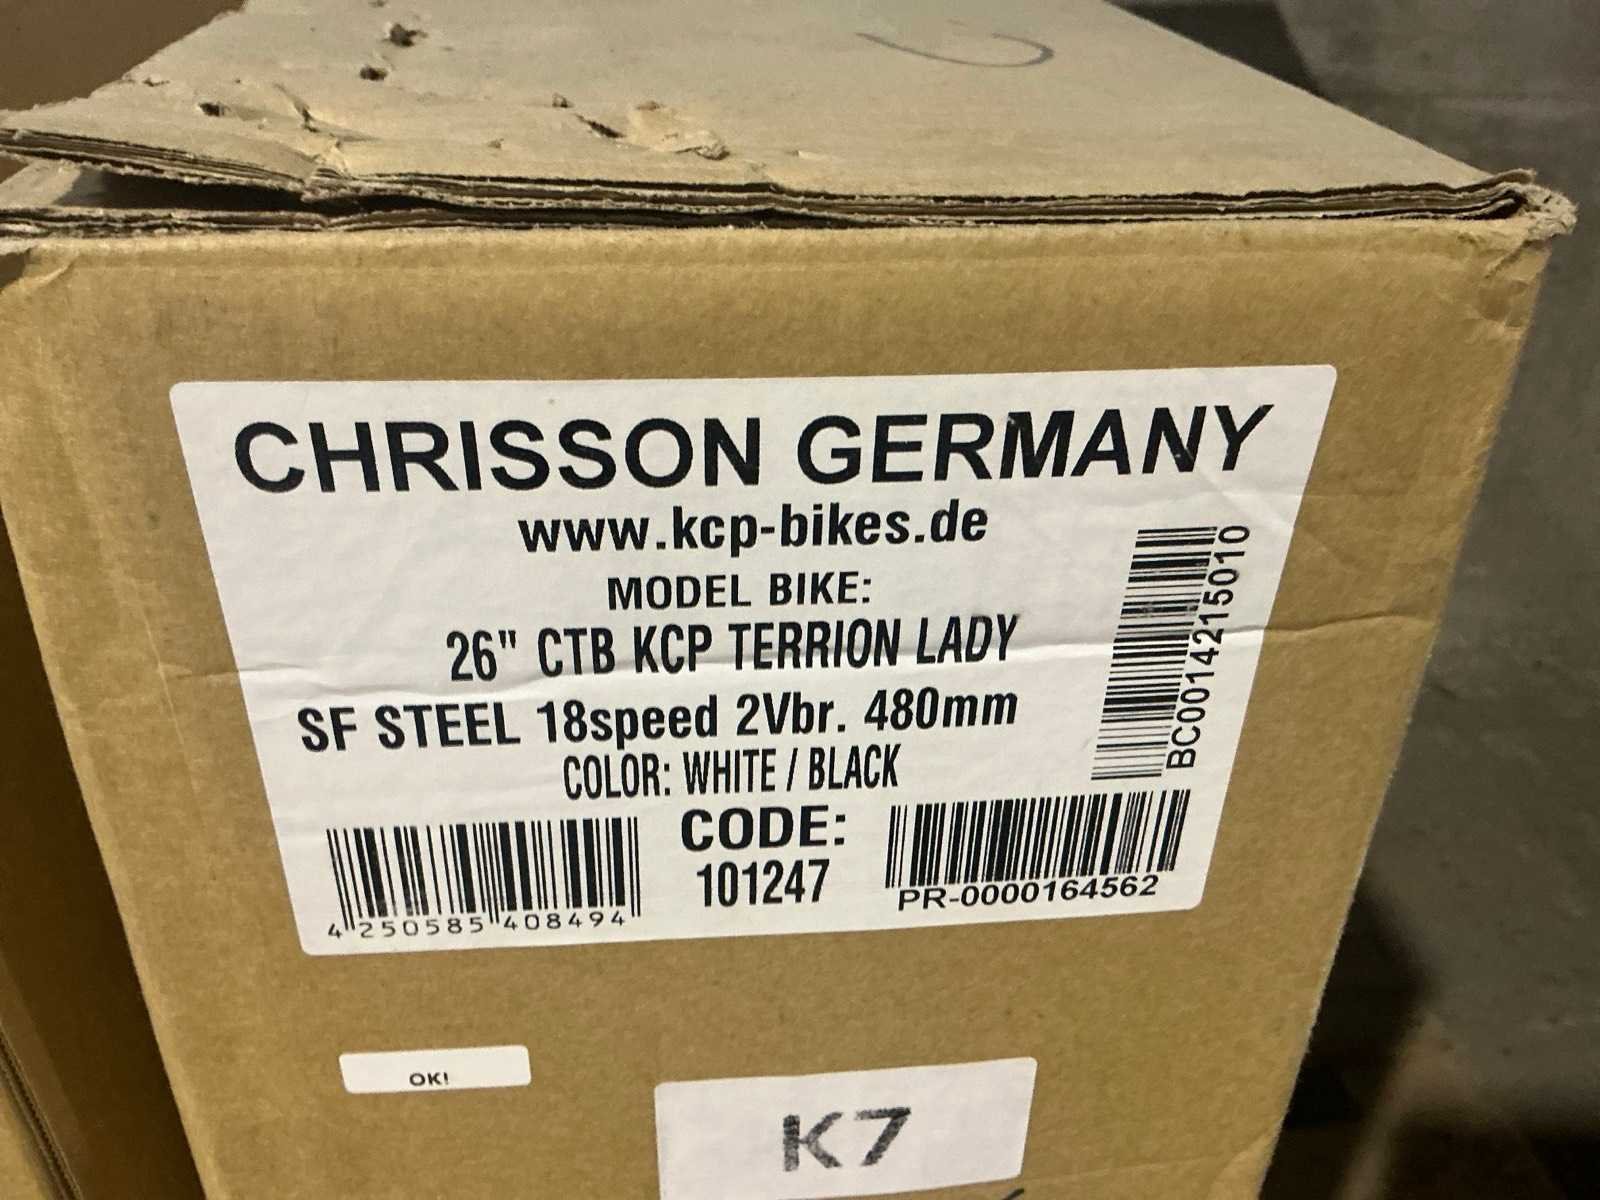 CHRISSON GERMANY
www.kcp-bikes.de
MODEL BIKE:
26" CTB KCP TERRION LADY
SF STEEL 18speed 2Vbr. 480mm
COLOR: WHITE / BLACK
BC0014215010
CODE:
101247
4 250585 408494
PR-0000164562
OK!
K7